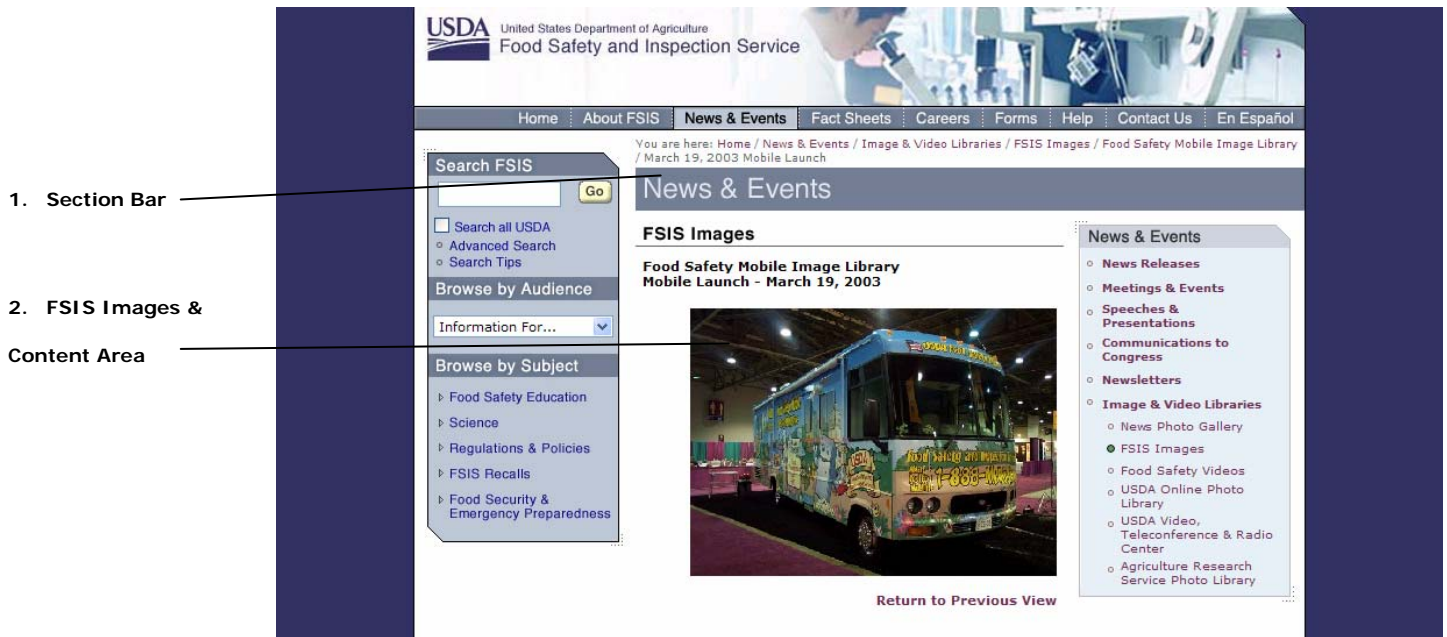 USDA
United States Department of Agriculture
Food Safety and Inspection Service
Home About FSIS News & Events Fact Sheets Careers Forms Help Contact Us En Español
You are here: Home / News & Events / Image & Video Libraries / FSIS Images / Food Safety Mobile Image Library
/ March 19, 2003 Mobile Launch
1. Section Bar
2. FSIS Images &
Content Area
Search FSIS
Go
Search all USDA
Advanced Search
Search Tips
Browse by Audience
Information For...
Browse by Subject
Food Safety Education
Science
Regulations & Policies
FSIS Recalls
Food Security &
Emergency Preparedness
News & Events
FSIS Images
Food Safety Mobile Image Library
Mobile Launch - March 19, 2003
USDA
Return to Previous View
News & Events
News Releases
Meetings & Events
Speeches &
Presentations
Communications to
Congress
Newsletters
Image & Video Libraries
News Photo Gallery
FSIS Images
Food Safety Videos
USDA Online Photo
Library
USDA Video,
Teleconference & Radio
Center
Agriculture Research
Service Photo Library